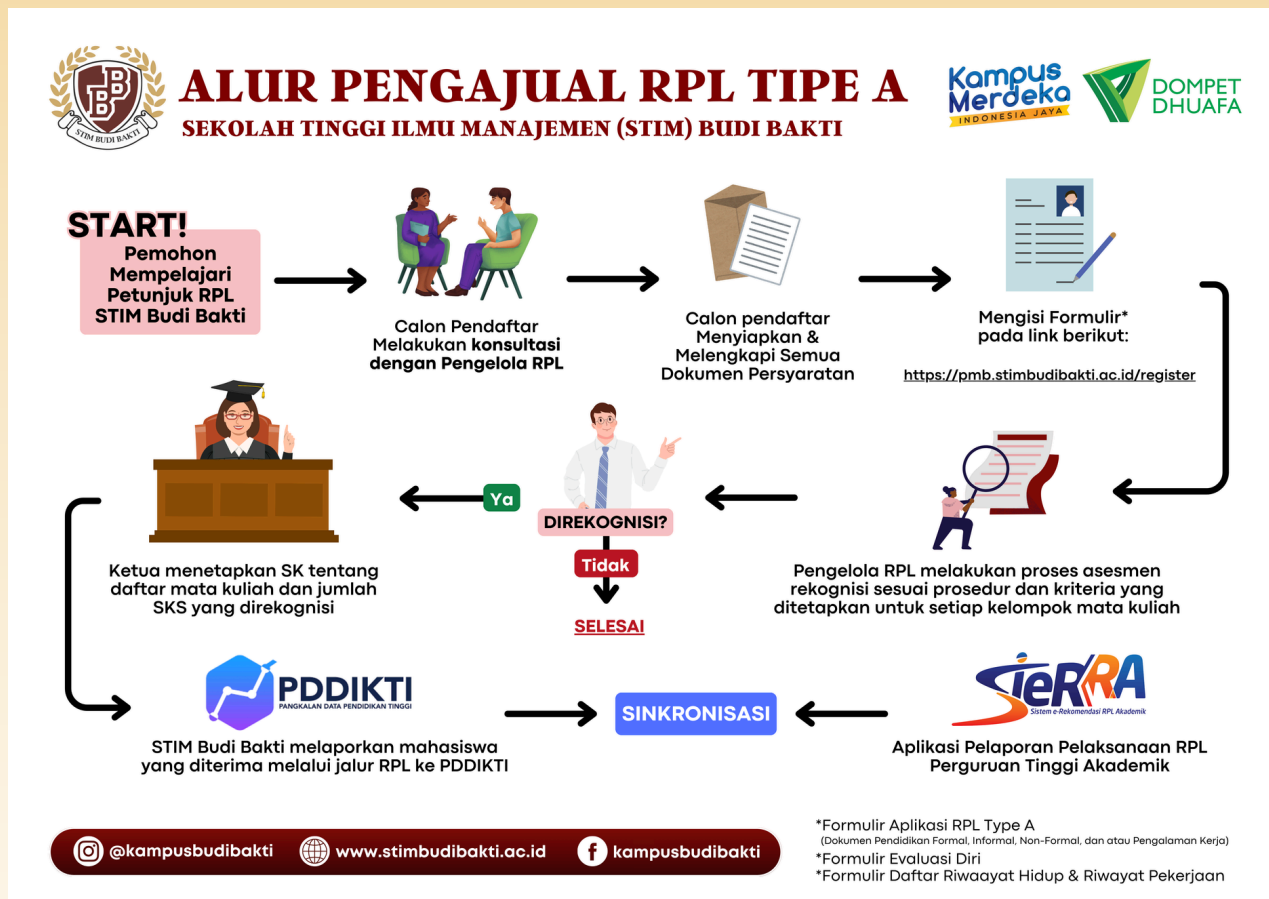 BBB
STIM BUDI BAKTI
ALUR PENGAJUAL RPL TIPE A
SEKOLAH TINGGI ILMU MANAJEMEN (STIM) BUDI BAKTI
Kampus
Merdeka
INDONESIA JAYA
DOMPET
DHUAFA
START!
Pemohon
Mempelajari
Petunjuk RPL
STIM Budi Bakti
Calon Pendaftar
Melakukan konsultasi
dengan Pengelola RPL
Calon pendaftar
Menyiapkan &
Melengkapi Semua
Dokumen Persyaratan
Mengisi Formulir*
pada link berikut:
https://pmb.stimbudibakti.ac.id/register
Pengelola RPL melakukan proses asesmen
rekognisi sesuai prosedur dan kriteria yang
ditetapkan untuk setiap kelompok mata kuliah
DIREKOGNISI?
Tidak
SELESAI
Ya
Ketua menetapkan SK tentang
daftar mata kuliah dan jumlah
SKS yang direkognisi
PDDIKTI
PANGKALAN DATA PENDIDIKAN TINGGI
STIM Budi Bakti melaporkan mahasiswa
yang diterima melalui jalur RPL ke PDDIKTI
SINKRONISASI
SieRRA
Sistem e-Rekomendasi RPL Akademik
Aplikasi Pelaporan Pelaksanaan RPL
Perguruan Tinggi Akademik
@kampusbudibakti
www.stimbudibakti.ac.id
kampusbudibakti
*Formulir Aplikasi RPL Type A
(Dokumen Pendidikan Formal, Informal, Non-Formal, dan atau Pengalaman Kerja)
*Formulir Evaluasi Diri
*Formulir Daftar Riwaayat Hidup & Riwayat Pekerjaan